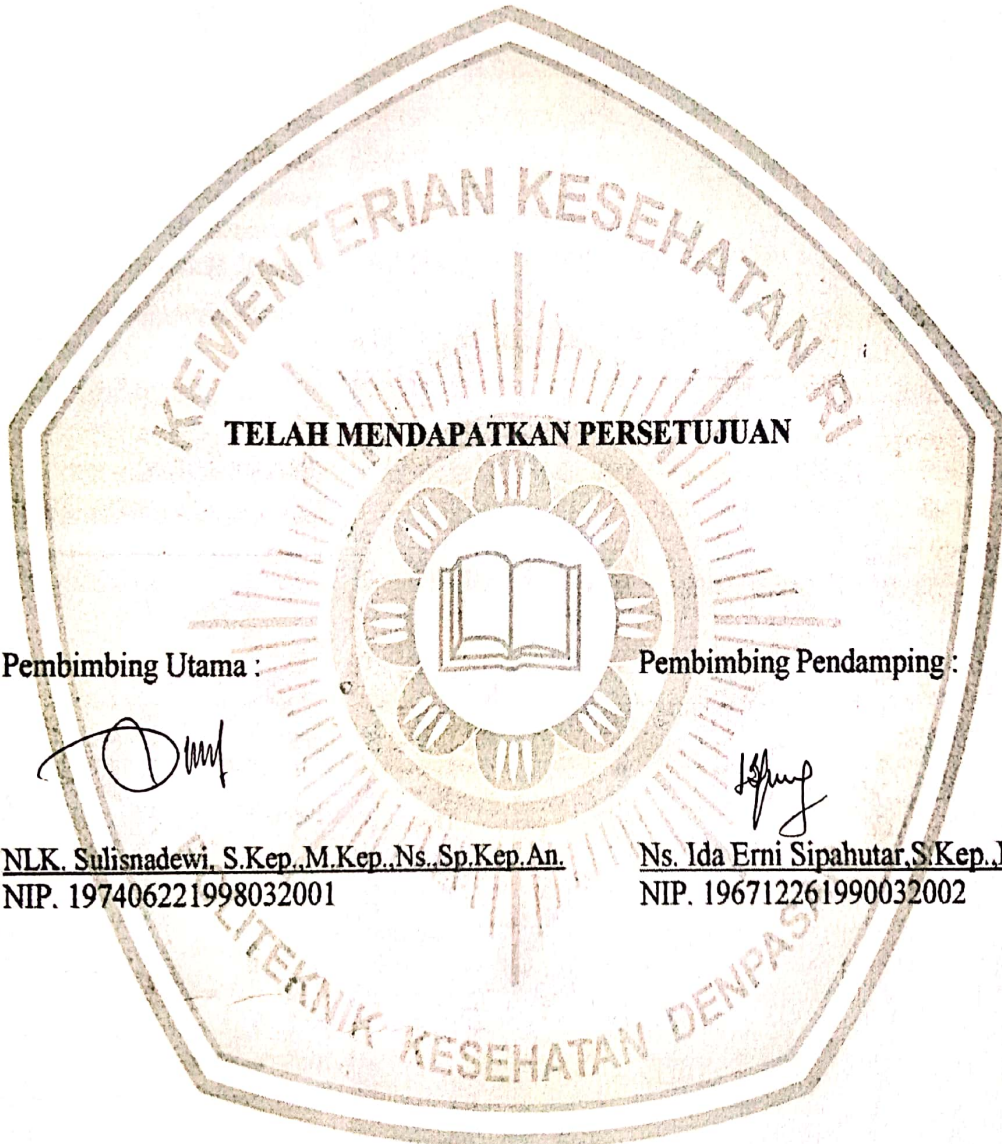 KEMENTERIAN KESEHATAN RI
TELAH MENDAPATKAN PERSETUJUAN
Pembimbing Utama :
Pembimbing Pendamping :
NLK. Sulisnadewi, S.Kep.,M.Kep.,Ns.,Sp.Kep.An.
Ns. Ida Erni Sipahutar,S.Kep.,
NIP. 197406221998032001
NIP. 196712261990032002
KESEHATAN DENPASAR